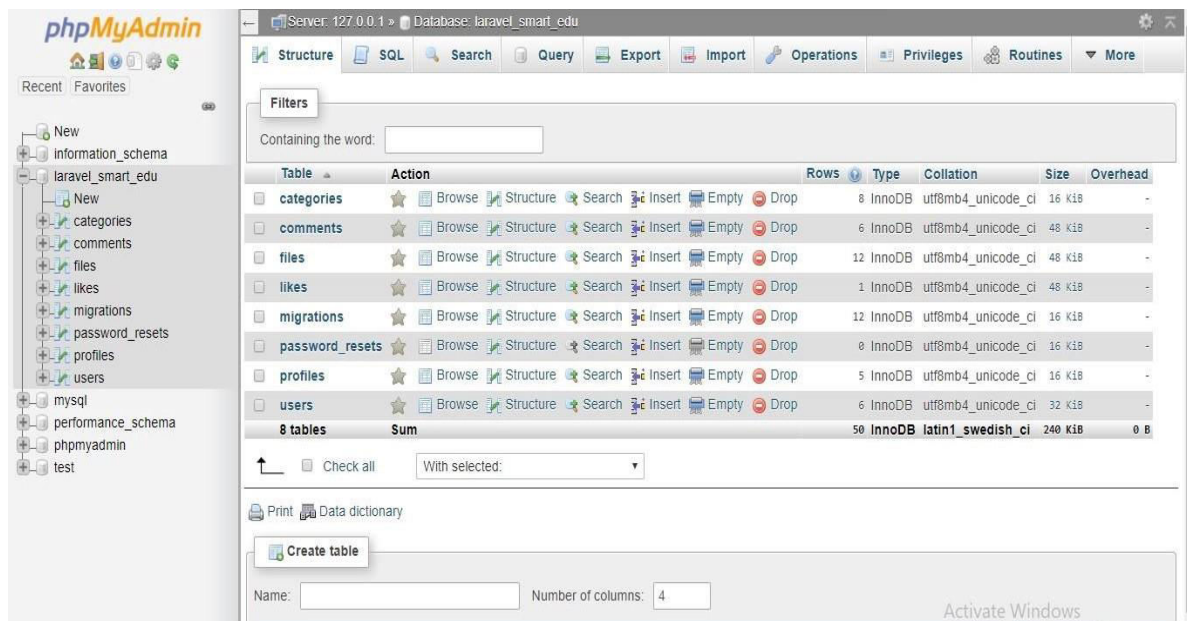 phpMyAdmin
Recent Favorites
New
information_schema
laravel_smart_edu
New
categories
comments
files
likes
migrations
password_resets
profiles
users
mysql
performance_schema
phpmyadmin
test
Server: 127.0.0.1 » Database: laravel_smart_edu
Structure SQL Search Query Export Import Operations Privileges Routines More
Filters
Containing the word:
Table Action Rows Type Collation Size Overhead
categories Browse Structure Search Insert Empty Drop 8 InnoDB utf8mb4_unicode_ci 16 KiB -
comments Browse Structure Search Insert Empty Drop 6 InnoDB utf8mb4_unicode_ci 48 KiB -
files Browse Structure Search Insert Empty Drop 12 InnoDB utf8mb4_unicode_ci 48 KiB -
likes Browse Structure Search Insert Empty Drop 1 InnoDB utf8mb4_unicode_ci 48 KiB -
migrations Browse Structure Search Insert Empty Drop 12 InnoDB utf8mb4_unicode_ci 16 KiB -
password_resets Browse Structure Search Insert Empty Drop 0 InnoDB utf8mb4_unicode_ci 16 KiB -
profiles Browse Structure Search Insert Empty Drop 5 InnoDB utf8mb4_unicode_ci 16 KiB -
users Browse Structure Search Insert Empty Drop 6 InnoDB utf8mb4_unicode_ci 32 KiB -
8 tables Sum 50 InnoDB latin1_swedish_ci 240 KiB 0 B
Check all With selected:
Print Data dictionary
Create table
Name: Number of columns: 4
Activate Windows